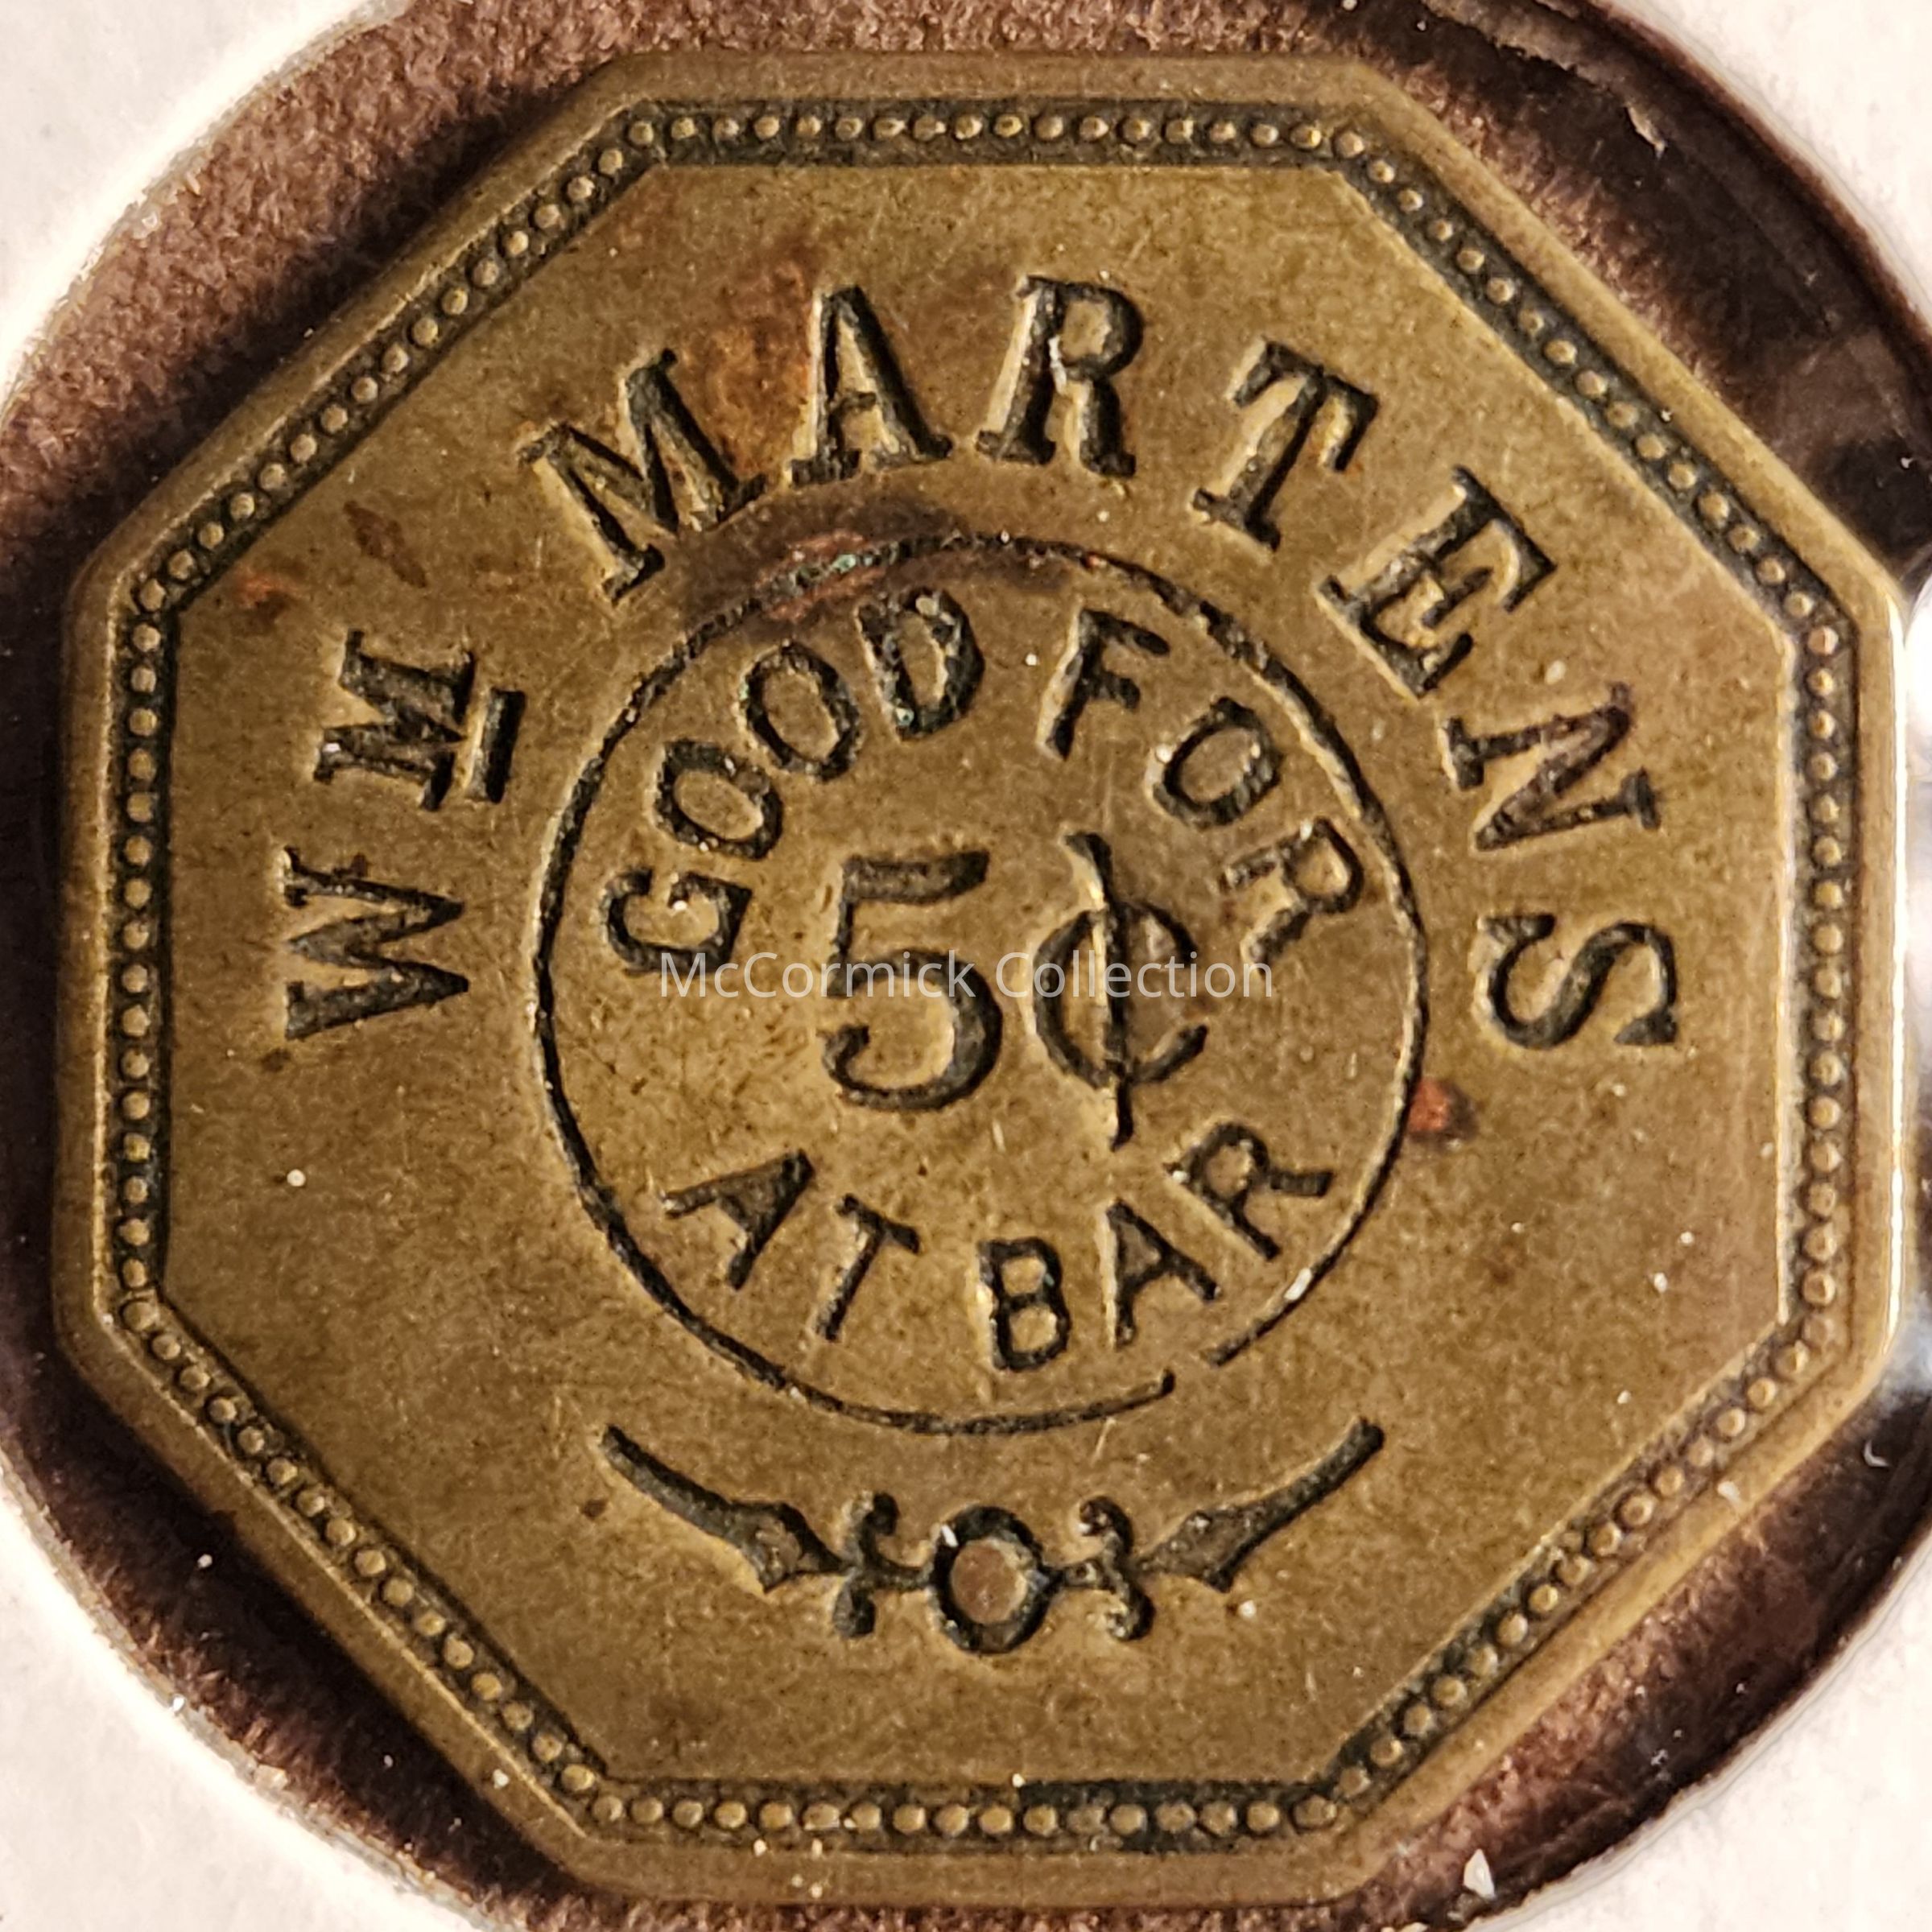 WM MARTENS
GOOD FOR
5¢
AT BAR
McCormick Collection